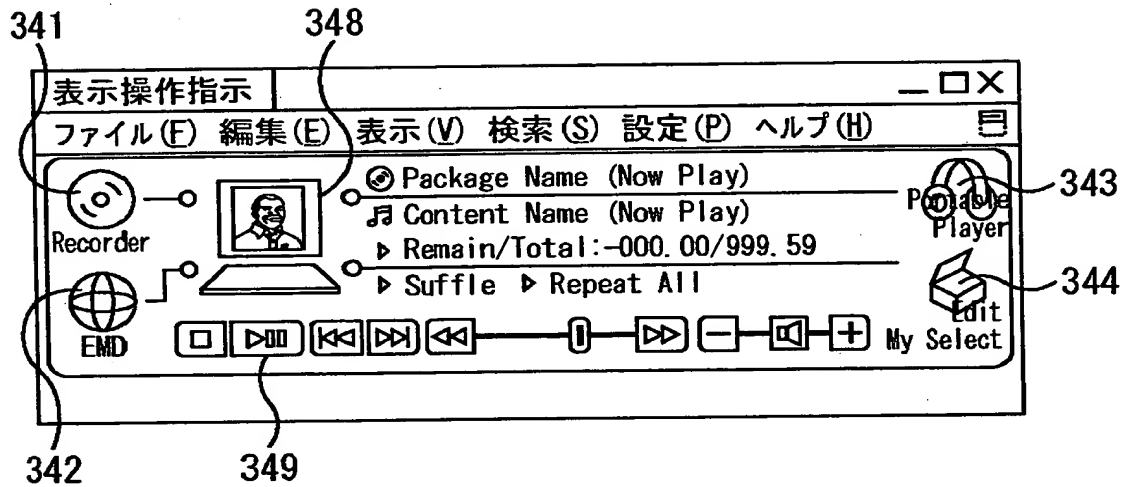 341
348
表示操作指示
ファイル(F) 編集(E) 表示(V) 検索(S) 設定(P) ヘルプ(H)
Recorder
Package Name (Now Play)
Content Name (Now Play)
Remain/Total:-000.00/999.59
Suffle Repeat All
Portable
Player
343
EMD
Edit
My Select
344
342
349